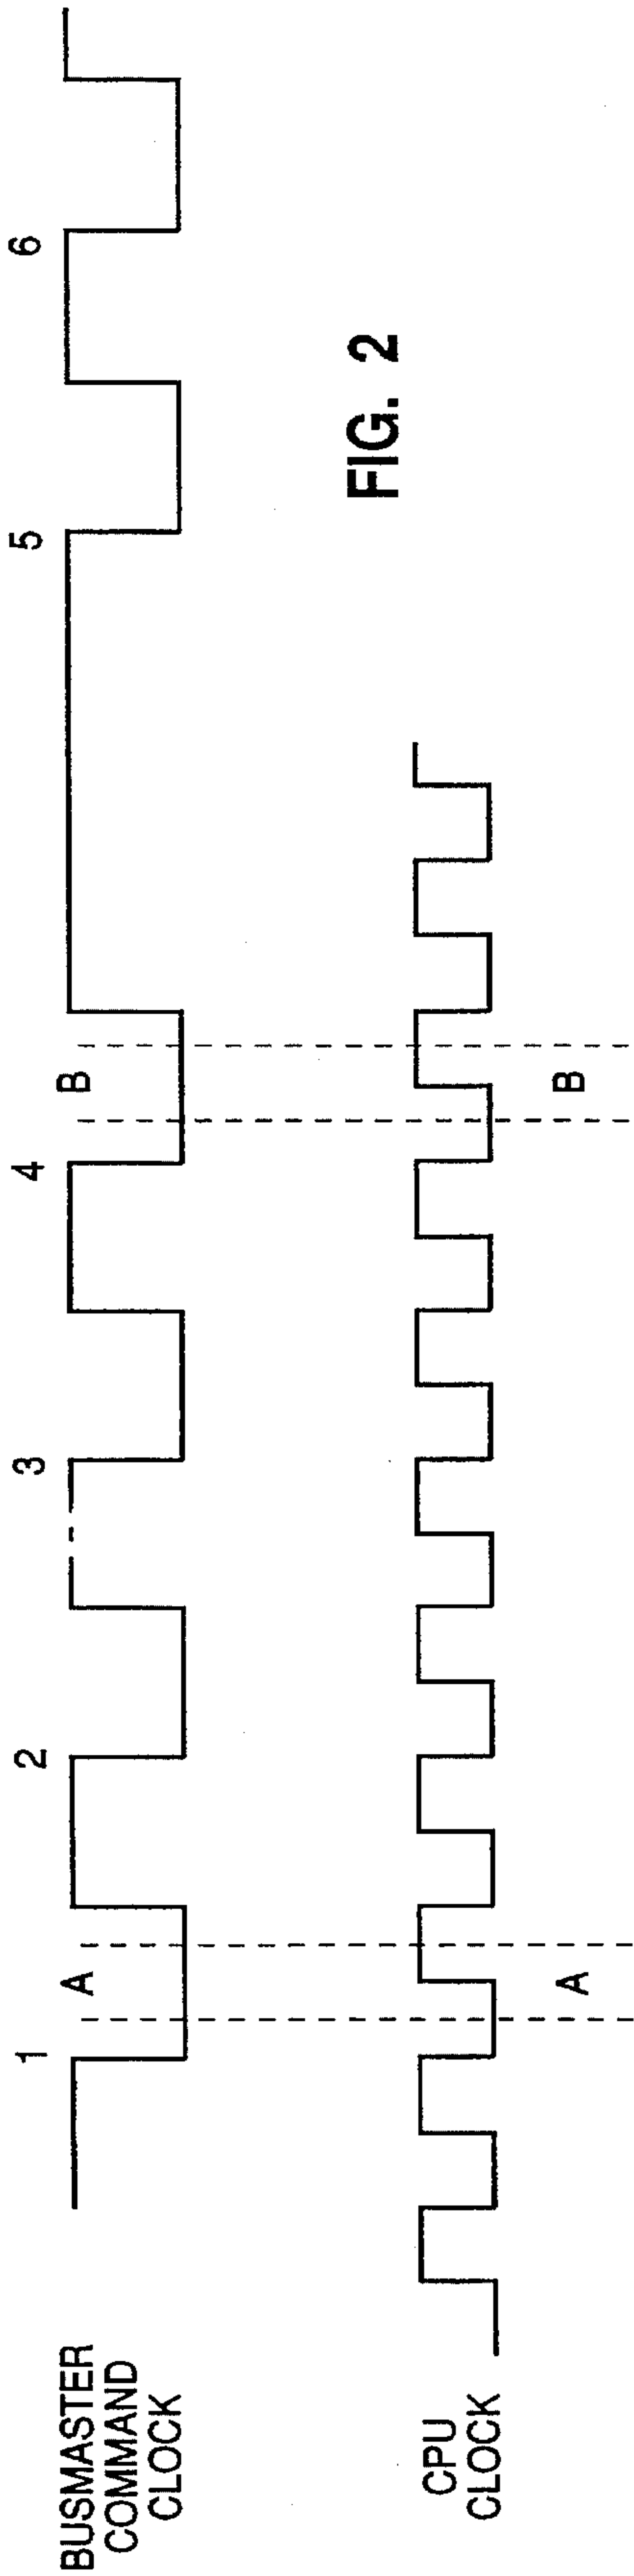 1 2 3 4 5 6
A B
BUSMASTER
COMMAND
CLOCK
FIG. 2
CPU
CLOCK
A B